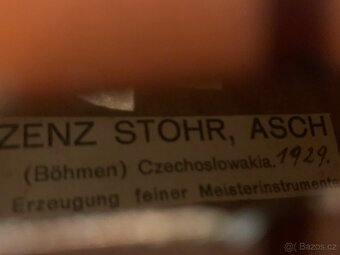 ZENZ STOHR, ASCH
(Böhmen) Czechoslowakia. 1929.
Erzeugung feiner Meisterinstrumente
© Bazos.cz